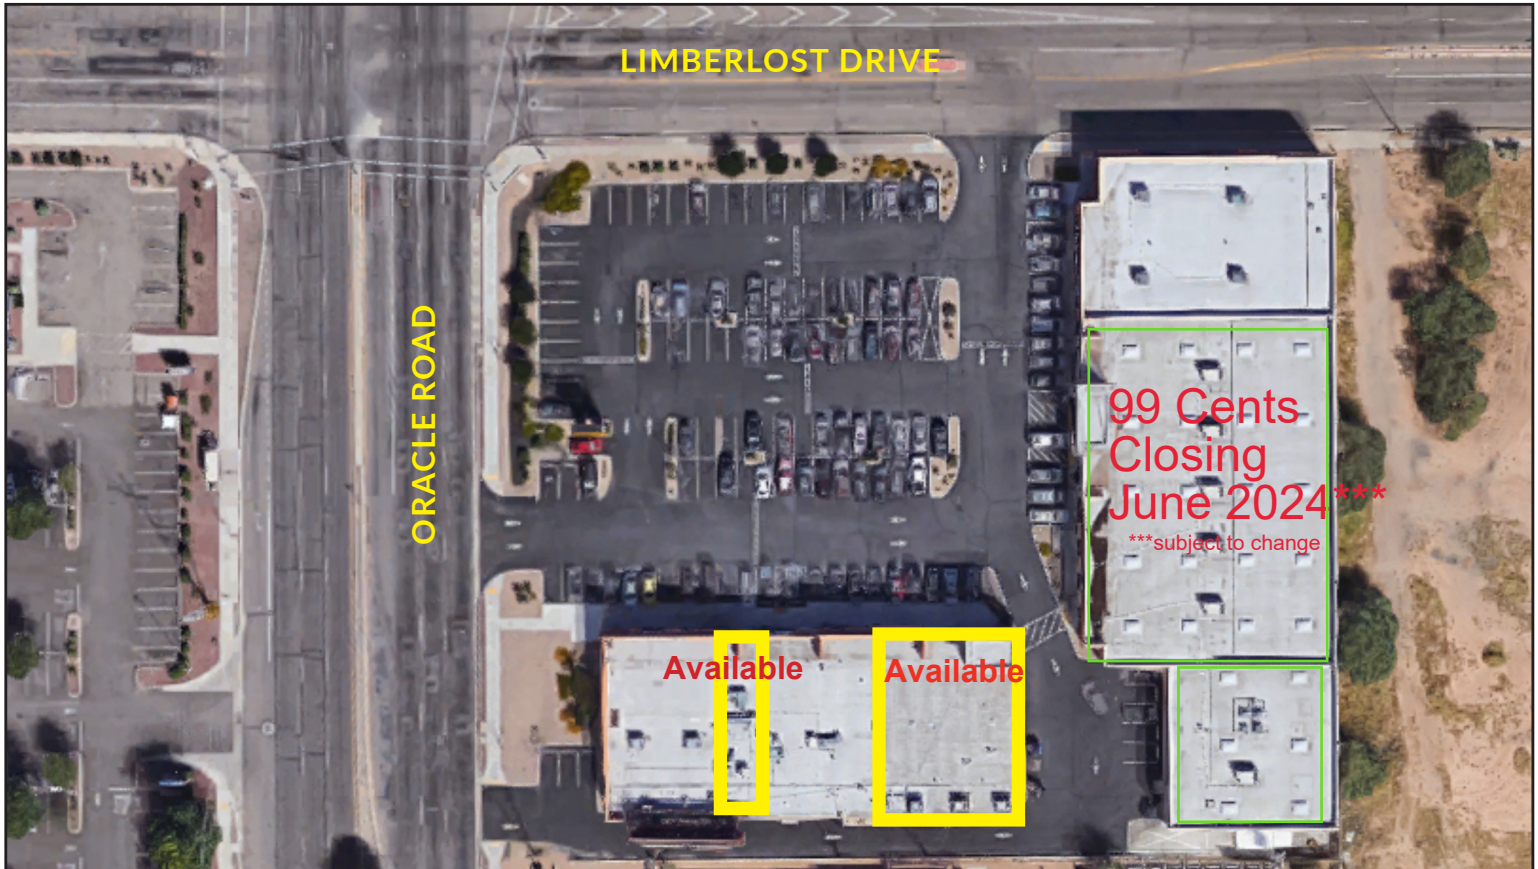 LIMBERLOST DRIVE
ORACLE ROAD
99 Cents
Closing
June 2024***
***subject to change
Available
Available